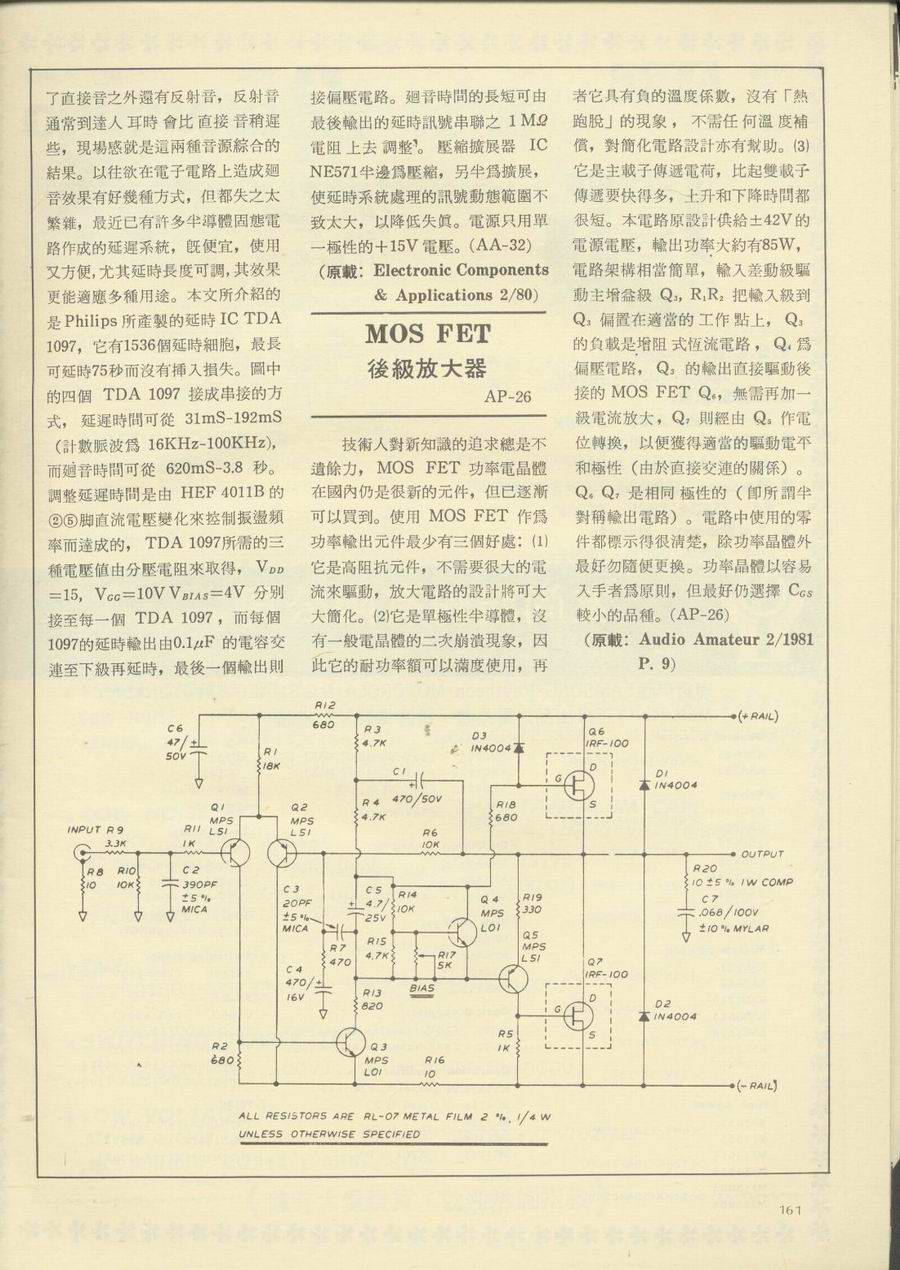 了直接音之外還有反射音，反射音
通常到達人耳時會比直接音稍遲
些，現場感就是這兩種音源綜合的
結果。以往欲在電子電路上造成廻
音效果有好幾種方式，但都失之太
繁雜，最近已有許多半導體固態電
路作成的延遲系統，旣便宜，使用
又方便，尤其延時長度可調，其效果
更能適應多種用途。本文所介紹的
是Philips所產製的延時IC TDA
1097，它有1536個延時細胞，最長
可延時75秒而沒有挿入損失。圖中
的四個 TDA 1097 接成串接的方
式， 延遲時間可從 31mS-192mS
（計數脈波爲 16KHz-100KHz），
而廻音時間可從 620mS-3.8 秒。
調整延遲時間是由 HEF 4011B 的
②⑤脚直流電壓變化來控制振盪頻
率而達成的， TDA 1097所需的三
種電壓値由分壓電阻來取得， VDD
=15, VGG=10V VBIAS=4V 分別
接至每一個 TDA 1097，而每個
1097的延時輸出由0.1μF 的電容交
連至下級再延時，最後一個輸出則
接偏壓電路。廻音時間的長短可由
最後輸出的延時訊號串聯之 1 MΩ
電阻上去調整。 壓縮擴展器 IC
NE571半邊爲壓縮，另半爲擴展，
使延時系統處理的訊號動態範圍不
致太大，以降低失眞。電源只用單
一極性的＋15V 電壓。(AA-32)
（原載：Electronic Components
& Applications 2/80)
MOS FET
後級放大器
AP-26
技術人對新知識的追求總是不
遺餘力， MOS FET 功率電晶體
在國內仍是很新的元件，但已逐漸
可以買到。使用 MOS FET 作爲
功率輸出元件最少有三個好處：(1)
它是高阻抗元件，不需要很大的電
流來驅動，放大電路的設計將可大
大簡化。(2)它是單極性半導體，沒
有一般電晶體的二次崩潰現象，因
此它的耐功率額可以滿度使用，再
者它具有負的溫度係數，沒有「熱
跑脫」的現象， 不需任何溫度補
償，對簡化電路設計亦有幫助。(3)
它是主載子傳遞電荷，比起雙載子
傳遞要快得多，上升和下降時間都
很短。本電路原設計供給±42V的
電源電壓，輸出功率大約有85W，
電路架構相當簡單，輸入差動級驅
動主增益級 Q3, R1R2 把輸入級到
Q3 偏置在適當的工作點上， Q3
的負載是增阻式恆流電路， Q4 爲
偏壓電路， Q3 的輸出直接驅動後
接的 MOS FET Q6，無需再加一
級電流放大，Q7 則經由 Q5 作電
位轉換，以便獲得適當的驅動電平
和極性（由於直接交連的關係）。
Q6 Q7 是相同極性的（卽所謂半
對稱輸出電路）。電路中使用的零
件都標示得很淸楚，除功率晶體外
最好勿隨便更換。功率晶體以容易
入手者爲原則，但最好仍選擇 CGS
較小的品種。(AP-26)
（原載：Audio Amateur 2/1981
P. 9)
R12
680
(+RAIL)
C6
47/
50V
R1
18K
R3
4.7K
D3
IN4004
Q6
IRF-100
D
G
S
D1
IN4004
C1
470/50V
R4
4.7K
R18
680
Q1
MPS
L51
Q2
MPS
L51
R6
10K
INPUT R9
3.3K
R11
1K
OUTPUT
R8
10
R10
10K
C2
390PF
±5%
MICA
C3
20PF
±5%
MICA
C5
4.7/
25V
R14
10K
Q4
MPS
L01
R19
330
R20
10 ±5% 1W COMP
C7
.068/100V
±10% MYLAR
R7
470
R15
4.7K
R17
5K
BIAS
Q5
MPS
L51
C4
470/
16V
R13
820
Q7
IRF-100
D
G
S
D2
IN4004
R2
680
Q3
MPS
L01
R16
10
R5
1K
(-RAIL)
ALL RESISTORS ARE RL-07 METAL FILM 2 %, 1/4 W
UNLESS OTHERWISE SPECIFIED
161